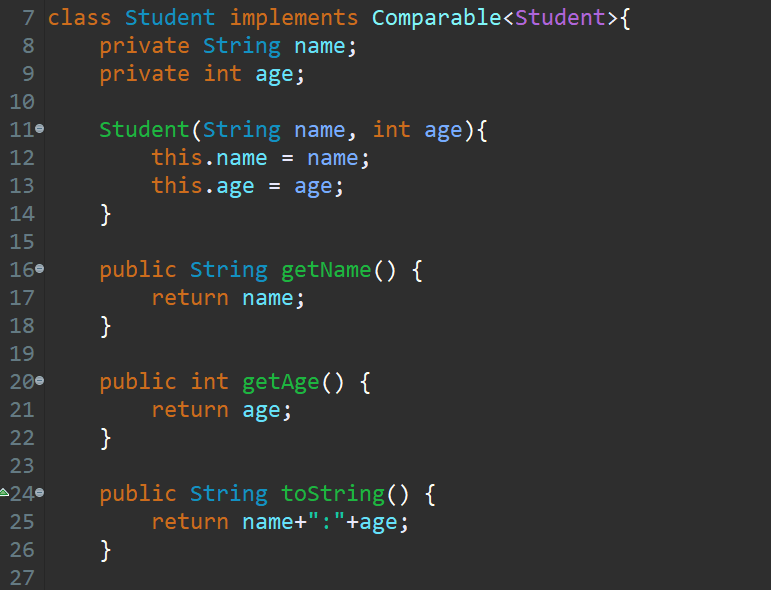 7 class Student implements Comparable<Student>{
8     private String name;
9     private int age;
10
11     Student(String name, int age){
12         this.name = name;
13         this.age = age;
14     }
15
16     public String getName() {
17         return name;
18     }
19
20     public int getAge() {
21         return age;
22     }
23
24     public String toString() {
25         return name+":"+age;
26     }
27